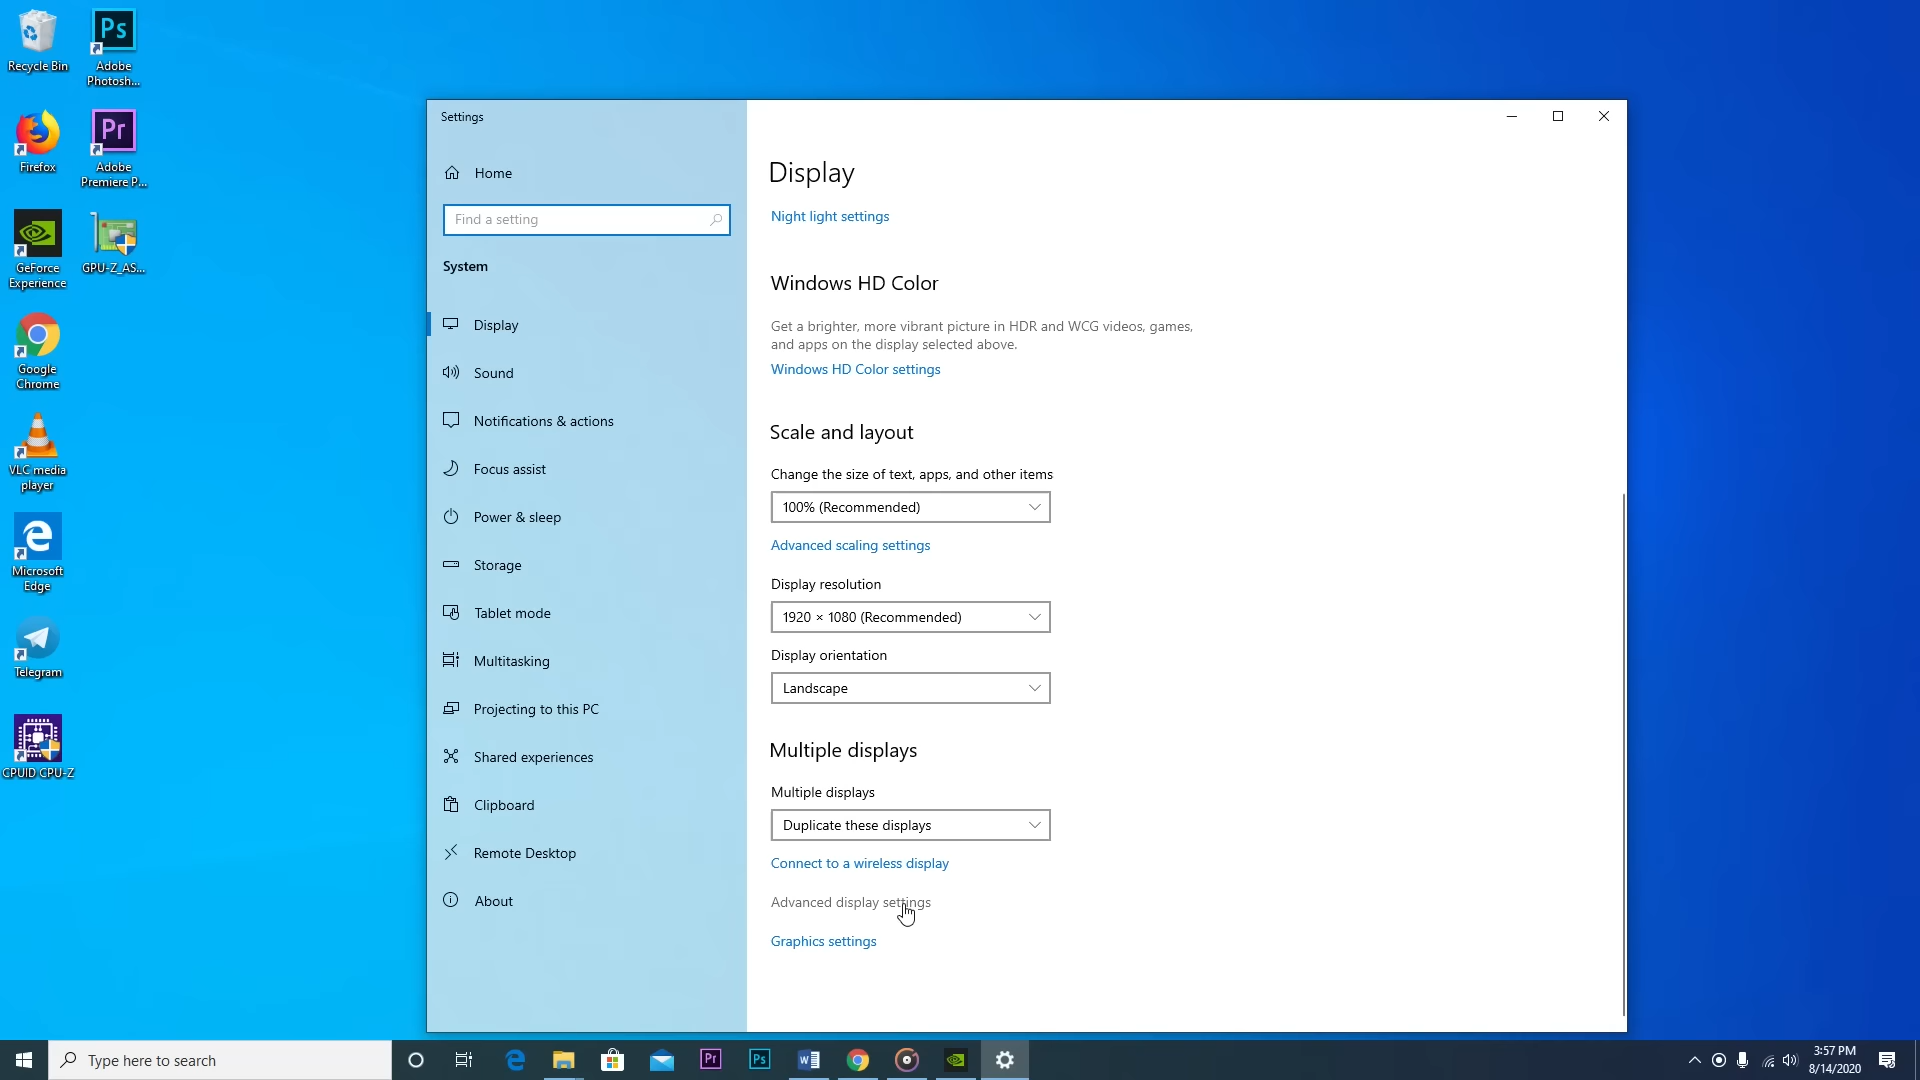 Recycle Bin
Adobe
Photosh...
Firefox
Adobe
Premiere P...
GeForce
Experience
GPU-Z_AS...
Google
Chrome
VLC media
player
Microsoft
Edge
Telegram
CPUID CPU-Z
Settings
Home
Find a setting
System
Display
Sound
Notifications & actions
Focus assist
Power & sleep
Storage
Tablet mode
Multitasking
Projecting to this PC
Shared experiences
Clipboard
Remote Desktop
About
Display
Night light settings
Windows HD Color
Get a brighter, more vibrant picture in HDR and WCG videos, games,
and apps on the display selected above.
Windows HD Color settings
Scale and layout
Change the size of text, apps, and other items
100% (Recommended)
Advanced scaling settings
Display resolution
1920 × 1080 (Recommended)
Display orientation
Landscape
Multiple displays
Multiple displays
Duplicate these displays
Connect to a wireless display
Advanced display settings
Graphics settings
Type here to search
3:57 PM
8/14/2020